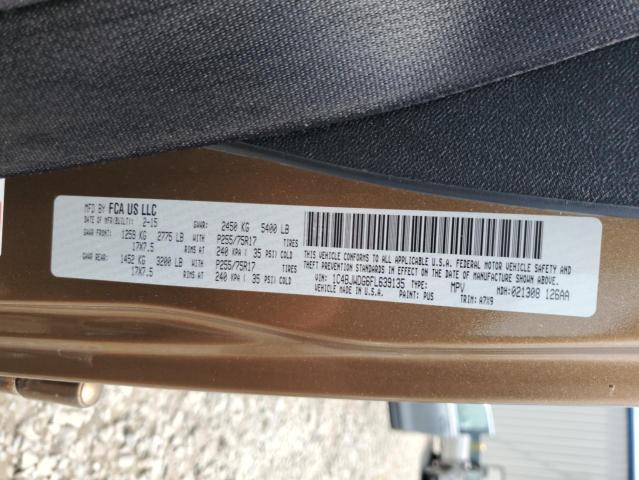 MFD BY FCA US LLC
DATE OF MFR(BUILT): 2-15 GWWR: 2450 KG 5400 LB
GAWR FRONT: 1259 KG 2775 LB WITH P255/75R17 TIRES
17X7.5 RIMS AT 240 KPA ( 35 PSI) COLD
GAWR REAR: 1452 KG 3200 LB WITH P255/75R17 TIRES
17X7.5 RIMS AT 240 KPA ( 35 PSI) COLD
THIS VEHICLE CONFORMS TO ALL APPLICABLE U.S.A. FEDERAL MOTOR VEHICLE SAFETY AND
THEFT PREVENTION STANDARDS IN EFFECT ON THE DATE OF MANUFACTURE SHOWN ABOVE.
VIN: 1C4BJWDG6FL639135 TYPE: MPV MDH: 021308 126AA
VEHICLE MADE IN U.S.A. PAINT: PUS TRIM: A7X9